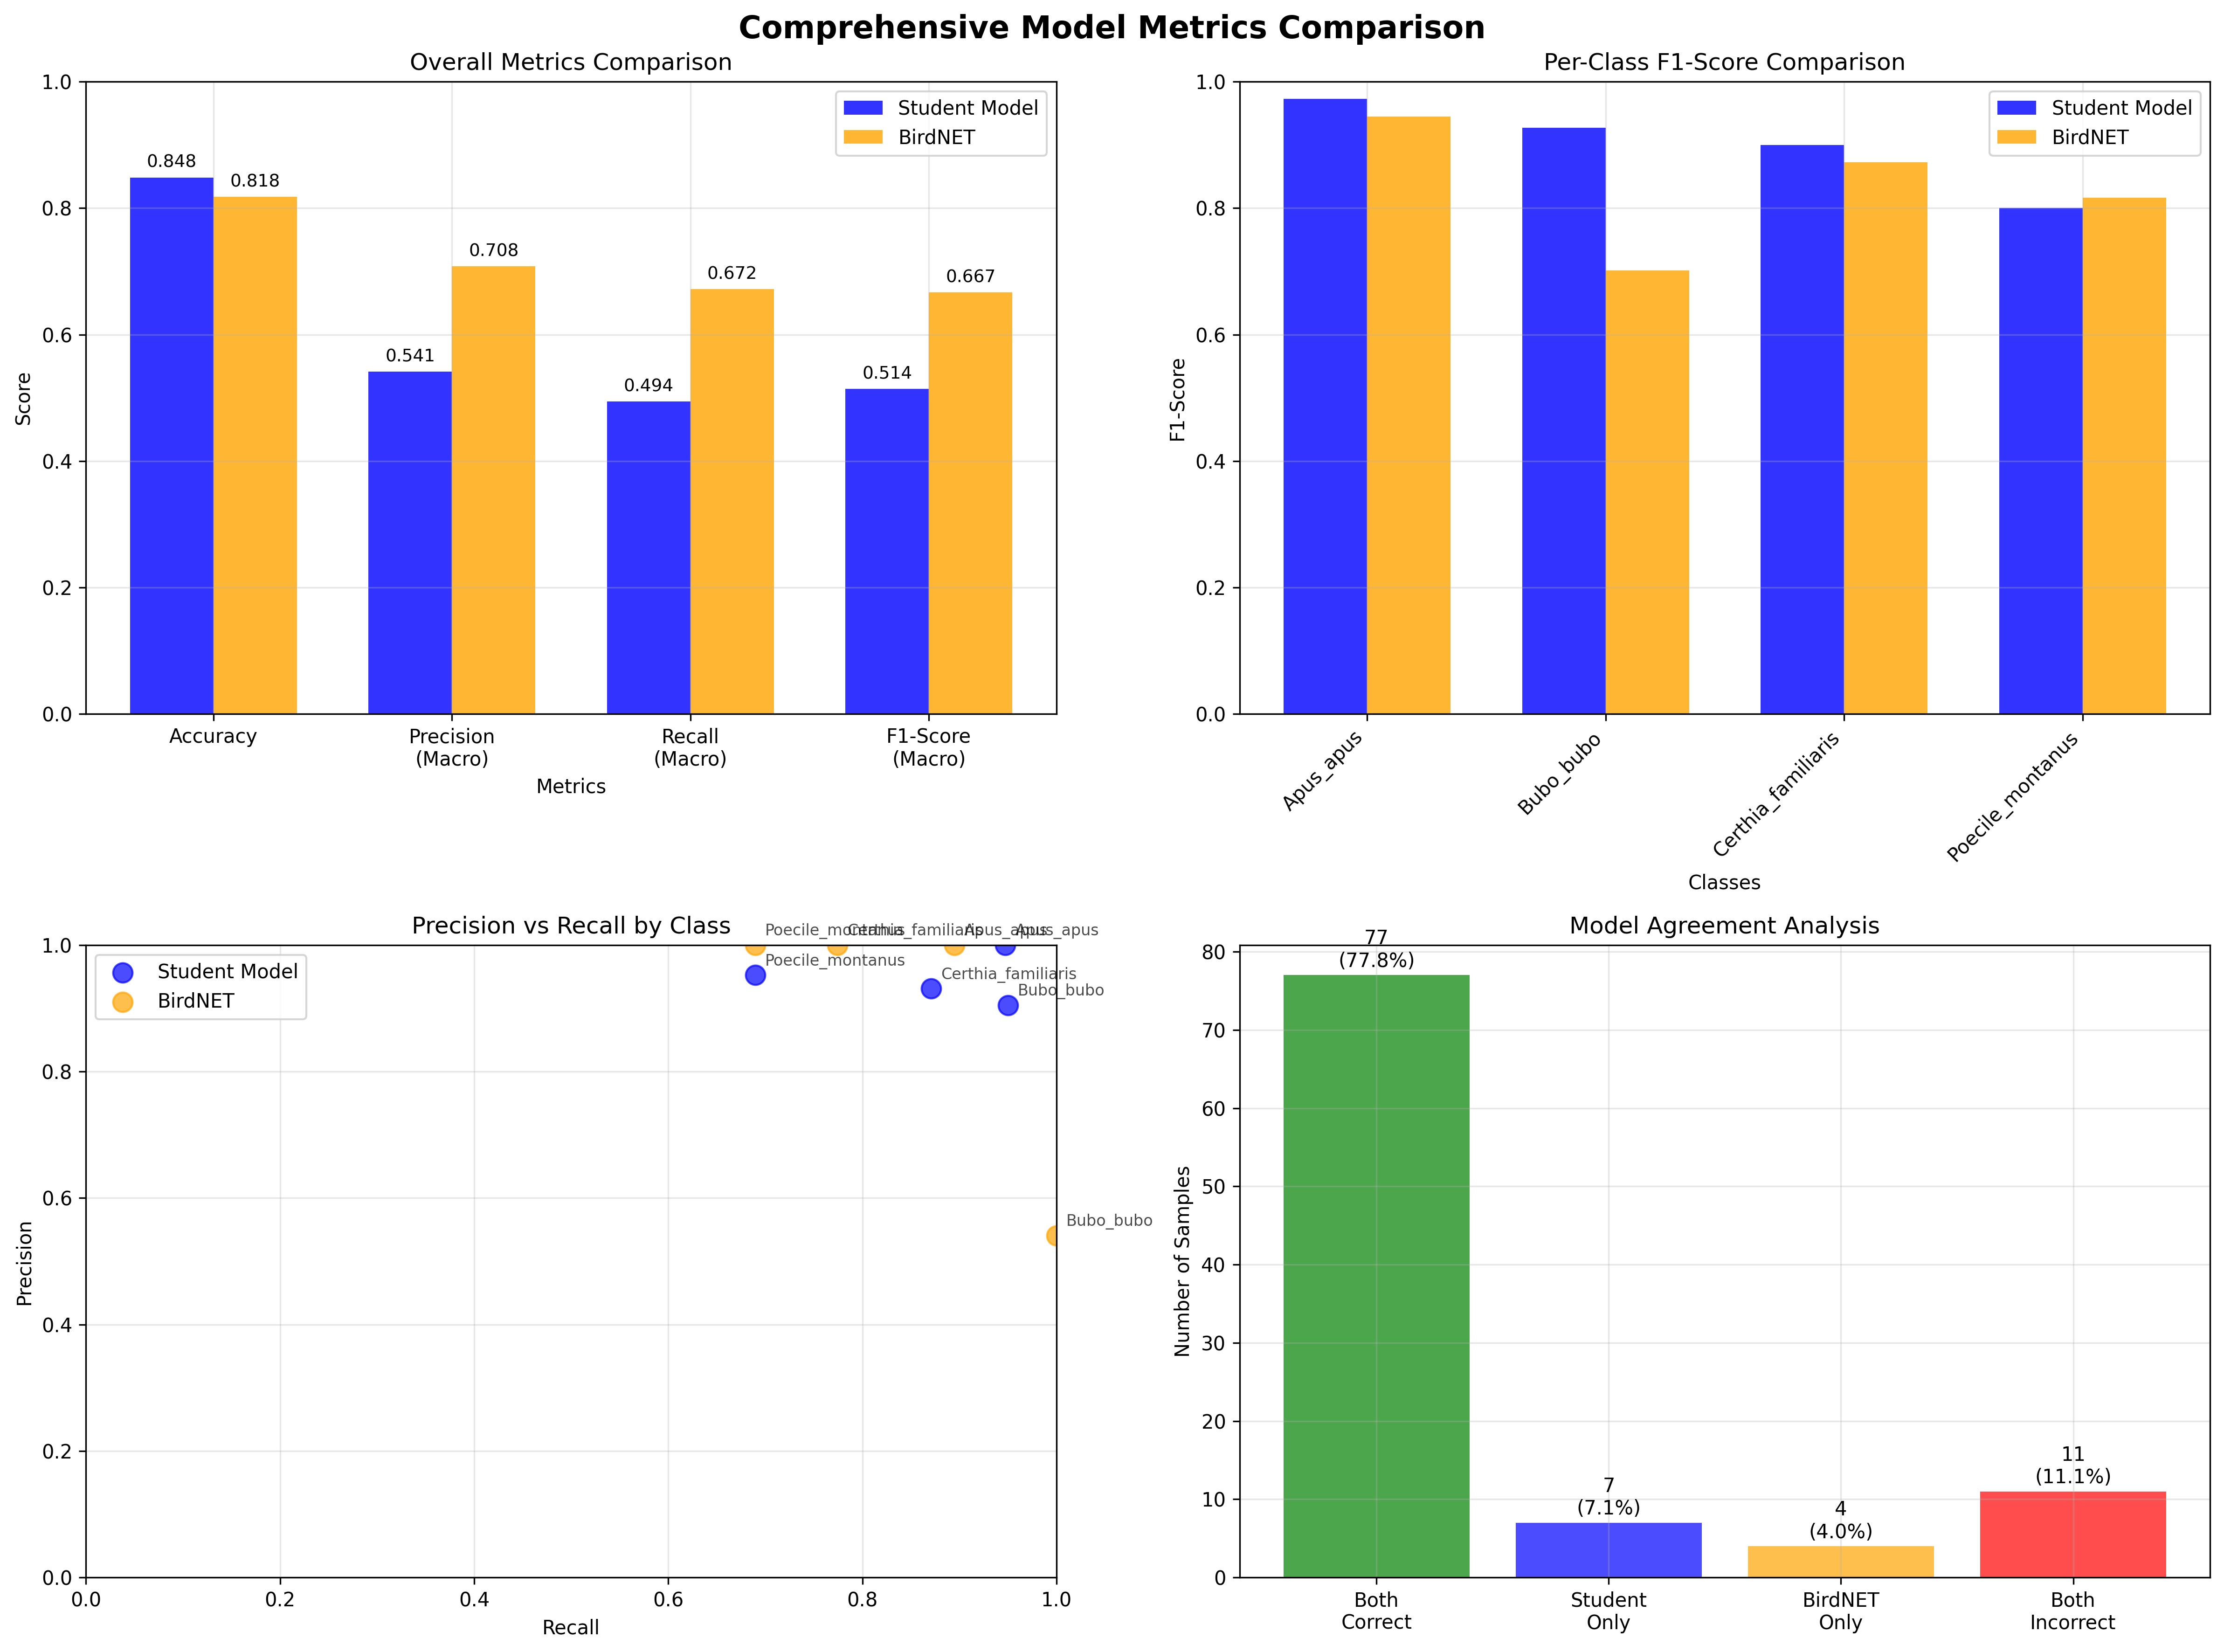 Comprehensive Model Metrics Comparison
Overall Metrics Comparison
Student Model
BirdNET
1.0
0.8
0.6
0.4
0.2
0.0
Score
0.848
0.818
0.541
0.708
0.494
0.672
0.514
0.667
Accuracy
Precision
(Macro)
Recall
(Macro)
F1-Score
(Macro)
Metrics
Per-Class F1-Score Comparison
Student Model
BirdNET
1.0
0.8
0.6
0.4
0.2
0.0
F1-Score
Apus_apus
Bubo_bubo
Certhia_familiaris
Poecile_montanus
Classes
Precision vs Recall by Class
Student Model
BirdNET
Poecile_montanus
Certhia_familiaris
Apus_apus
Apus_apus
Poecile_montanus
Certhia_familiaris
Bubo_bubo
Bubo_bubo
1.0
0.8
0.6
0.4
0.2
0.0
Precision
0.0
0.2
0.4
0.6
0.8
1.0
Recall
Model Agreement Analysis
80
70
60
50
40
30
20
10
0
Number of Samples
77
(77.8%)
7
(7.1%)
4
(4.0%)
11
(11.1%)
Both
Correct
Student
Only
BirdNET
Only
Both
Incorrect